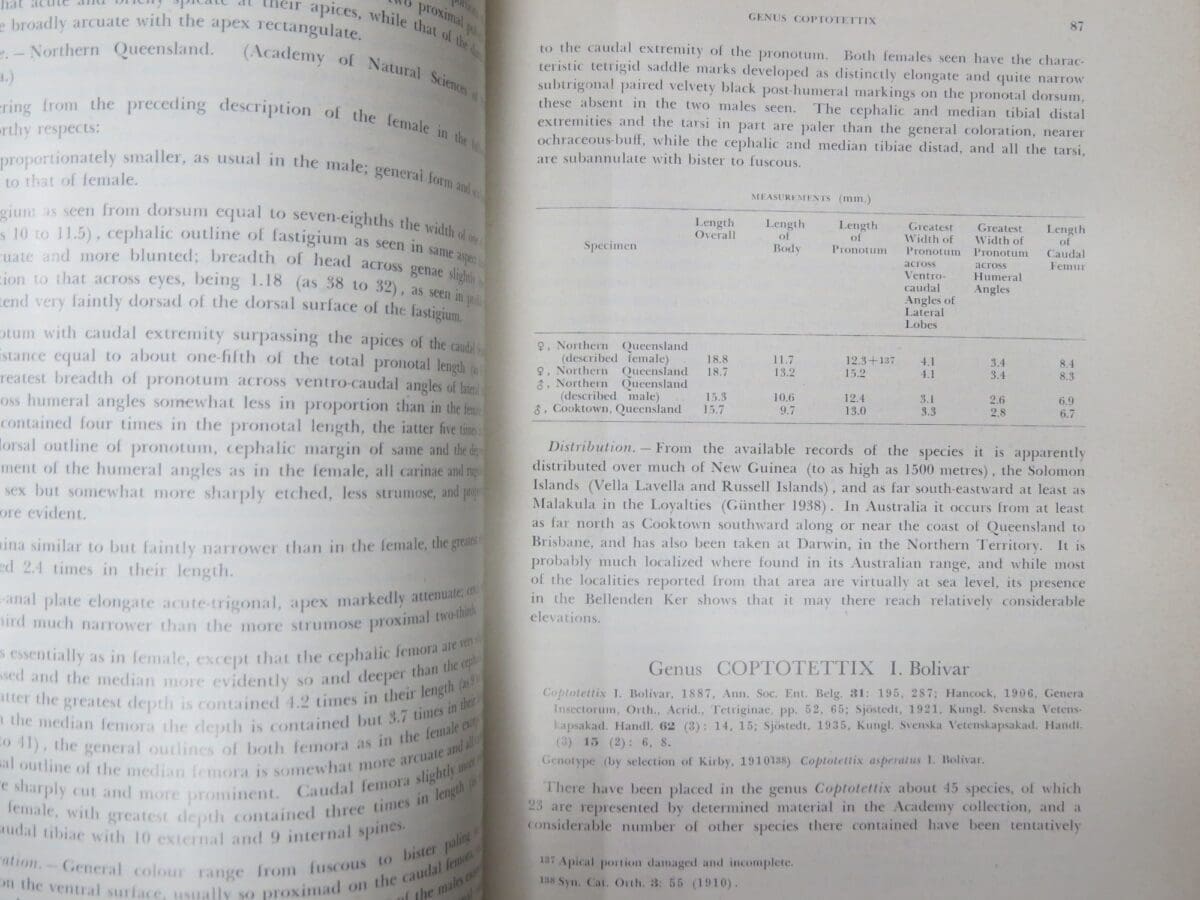 that acute and briefly spicate at their apices, while that of the
e broadly arcuate with the apex rectangulate.
e. — Northern Queensland. (Academy of Natural Sciences of
a.)
ering from the preceding description of the female in the
orthy respects:
proportionately smaller, as usual in the male; general form and
to that of female.
gium as seen from dorsum equal to seven-eighths the width of one
s 10 to 11.5), cephalic outline of fastigium as seen in same aspect
uate and more blunted; breadth of head across genae slightly
tion to that across eyes, being 1.18 (as 38 to 32), as seen in
tend very faintly dorsad of the dorsal surface of the fastigium.
otum with caudal extremity surpassing the apices of the caudal
istance equal to about one-fifth of the total pronotal length
reatest breadth of pronotum across ventro-caudal angles of lateral
oss humeral angles somewhat less in proportion than in the female
contained four times in the pronotal length, the iatter five times
dorsal outline of pronotum, cephalic margin of same and the
ment of the humeral angles as in the female, all carinae and
sex but somewhat more sharply etched, less strumose, and
ore evident.
ina similar to but faintly narrower than in the female, the greatest
ed 2.4 times in their length.
-anal plate elongate acute-trigonal, apex markedly attenuate;
hird much narrower than the more strumose proximal two-thirds.
s essentially as in female, except that the cephalic femora are very
ssed and the median more evidently so and deeper than the
atter the greatest depth is contained 4.2 times in their length (as
n the median femora the depth is contained but 3.7 times in their
to 41), the general outlines of both femora as in the female except
sal outline of the median femora is somewhat more arcuate and all
e sharply cut and more prominent. Caudal femora slightly
female, with greatest depth contained three times in length
audal tibiae with 10 external and 9 internal spines.
ration. — General colour range from fuscous to bister paling
on the ventral surface, usually so proximad on the caudal femora,
of the males
GENUS COPTOTETTIX
87
to the caudal extremity of the pronotum. Both females seen have the charac-
teristic tetrigid saddle marks developed as distinctly elongate and quite narrow
subtrigonal paired velvety black post-humeral markings on the pronotal dorsum,
these absent in the two males seen. The cephalic and median tibial distal
extremities and the tarsi in part are paler than the general coloration, nearer
ochraceous-buff, while the cephalic and median tibiae distad, and all the tarsi,
are subannulate with bister to fuscous.
MEASUREMENTS (mm.)
Specimen
Length Overall
Length of Body
Length of Pronotum
Greatest Width of Pronotum across Ventro-caudal Angles of Lateral Lobes
Greatest Width of Pronotum across Humeral Angles
Length of Caudal Femur
♀, Northern Queensland
(described female) 18.8 11.7 12.3+137 4.1 3.4 8.4
♀, Northern Queensland 18.7 13.2 15.2 4.1 3.4 8.3
♂, Northern Queensland
(described male) 15.3 10.6 12.4 3.1 2.6 6.9
♂, Cooktown, Queensland 15.7 9.7 13.0 3.3 2.8 6.7
Distribution. — From the available records of the species it is apparently
distributed over much of New Guinea (to as high as 1500 metres), the Solomon
Islands (Vella Lavella and Russell Islands), and as far south-eastward at least as
Malakula in the Loyalties (Günther 1938). In Australia it occurs from at least
as far north as Cooktown southward along or near the coast of Queensland to
Brisbane, and has also been taken at Darwin, in the Northern Territory. It is
probably much localized where found in its Australian range, and while most
of the localities reported from that area are virtually at sea level, its presence
in the Bellenden Ker shows that it may there reach relatively considerable
elevations.
Genus COPTOTETTIX I. Bolivar
Coptotettix I. Bolivar, 1887, Ann. Soc. Ent. Belg. 31: 195, 287; Hancock, 1906, Genera
Insectorum, Orth., Acrid., Tetriginae, pp. 52, 65; Sjöstedt, 1921, Kungl. Svenska Vetens-
kapsakad. Handl. 62 (3): 14, 15; Sjöstedt, 1935, Kungl. Svenska Vetenskapsakad. Handl.
(3) 15 (2): 6, 8.
Genotype (by selection of Kirby, 1910138) Coptotettix asperatus I. Bolivar.
There have been placed in the genus Coptotettix about 45 species, of which
23 are represented by determined material in the Academy collection, and a
considerable number of other species there contained have been tentatively
137 Apical portion damaged and incomplete.
138 Syn. Cat. Orth. 3: 55 (1910).